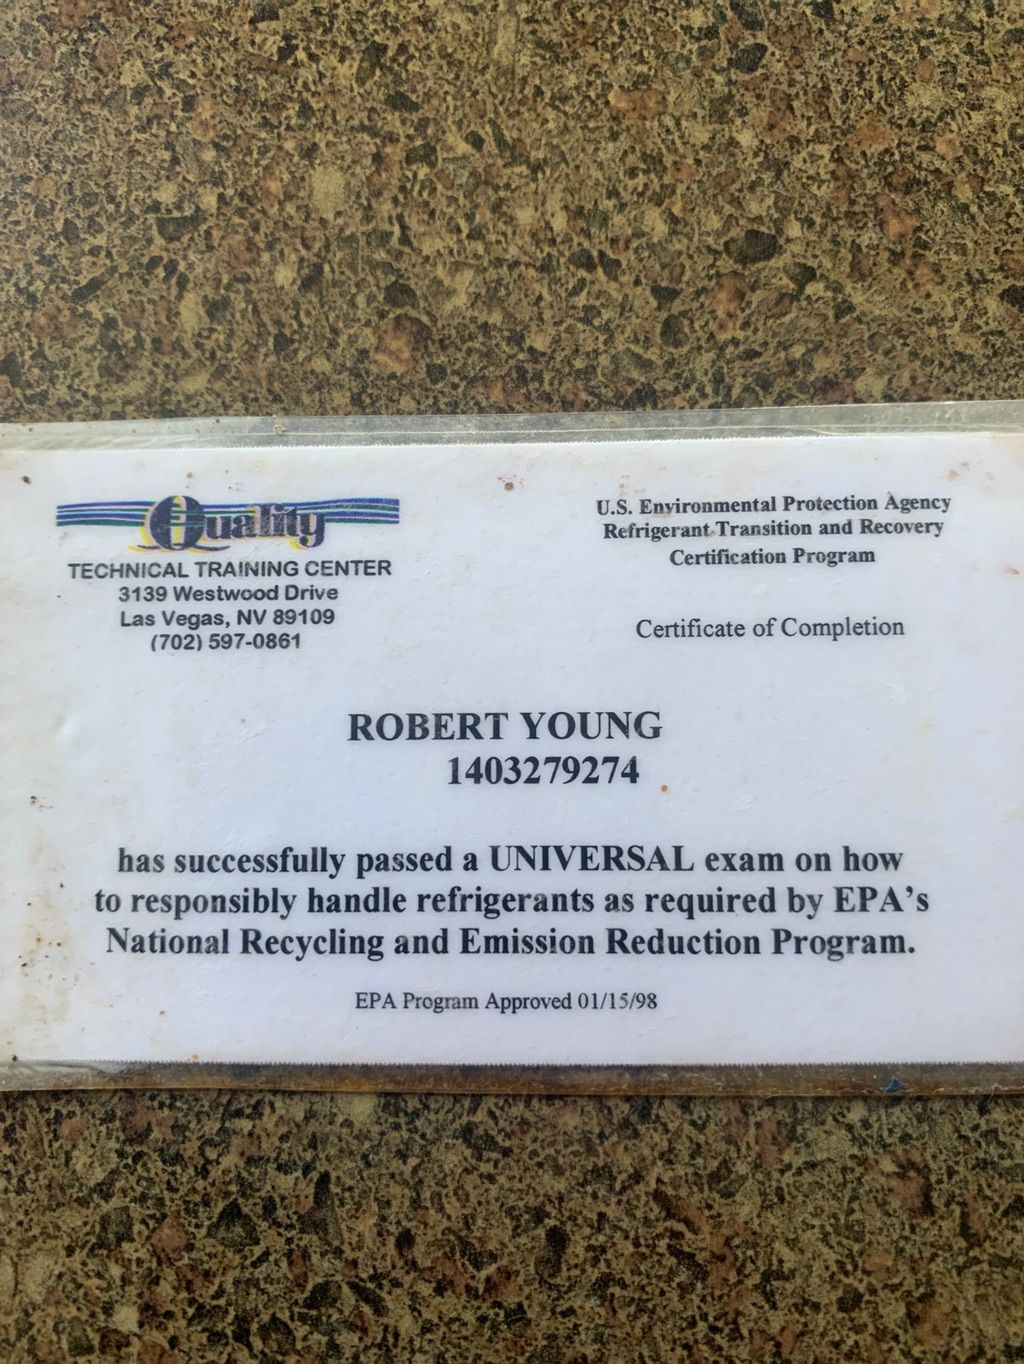 Quality
TECHNICAL TRAINING CENTER
3139 Westwood Drive
Las Vegas, NV 89109
(702) 597-0861
U.S. Environmental Protection Agency
Refrigerant Transition and Recovery
Certification Program
Certificate of Completion
ROBERT YOUNG
1403279274
has successfully passed a UNIVERSAL exam on how
to responsibly handle refrigerants as required by EPA's
National Recycling and Emission Reduction Program.
EPA Program Approved 01/15/98